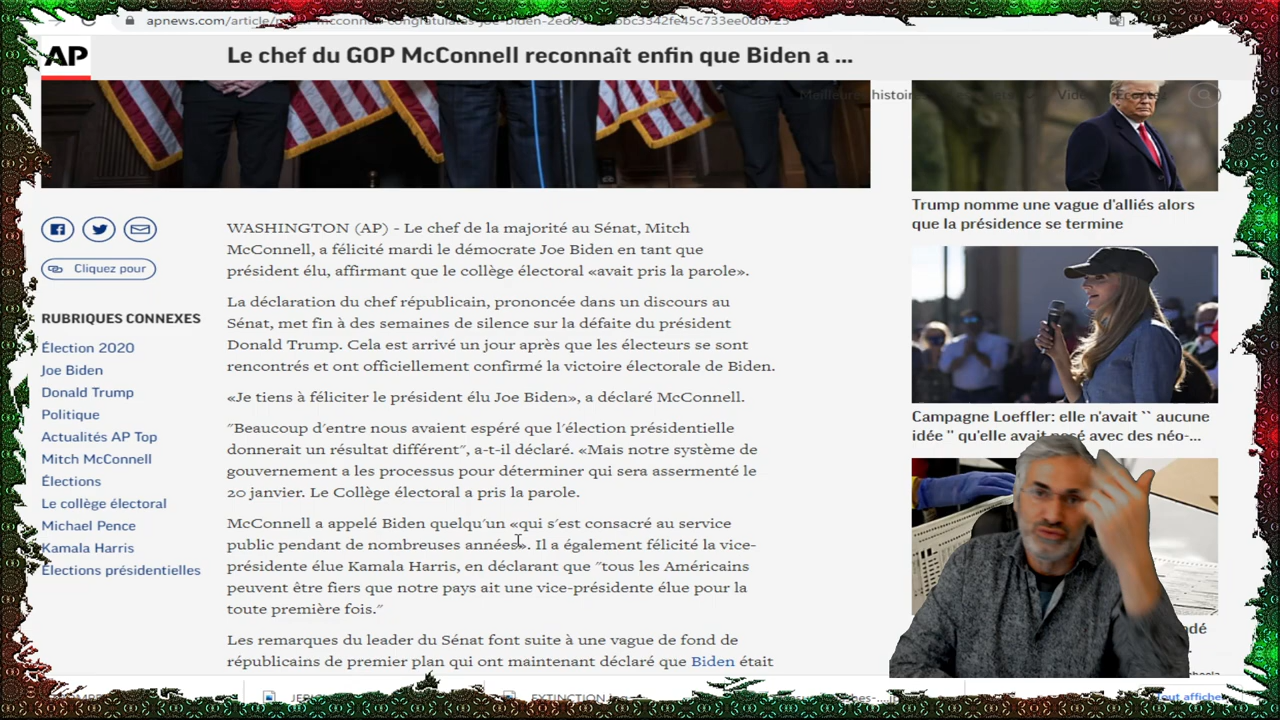 apnews.com/article/
AP
Le chef du GOP McConnell reconnaît enfin que Biden a ...
Cliquez pour
RUBRIQUES CONNEXES
Élection 2020
Joe Biden
Donald Trump
Politique
Actualités AP Top
Mitch McConnell
Élections
Le collège électoral
Michael Pence
Kamala Harris
Élections présidentielles
WASHINGTON (AP) - Le chef de la majorité au Sénat, Mitch
McConnell, a félicité mardi le démocrate Joe Biden en tant que
président élu, affirmant que le collège électoral «avait pris la parole».
La déclaration du chef républicain, prononcée dans un discours au
Sénat, met fin à des semaines de silence sur la défaite du président
Donald Trump. Cela est arrivé un jour après que les électeurs se sont
rencontrés et ont officiellement confirmé la victoire électorale de Biden.
«Je tiens à féliciter le président élu Joe Biden», a déclaré McConnell.
"Beaucoup d'entre nous avaient espéré que l'élection présidentielle
donnerait un résultat différent", a-t-il déclaré. «Mais notre système de
gouvernement a les processus pour déterminer qui sera assermenté le
20 janvier. Le Collège électoral a pris la parole.
McConnell a appelé Biden quelqu'un «qui s'est consacré au service
public pendant de nombreuses années». Il a également félicité la vice-
présidente élue Kamala Harris, en déclarant que "tous les Américains
peuvent être fiers que notre pays ait une vice-présidente élue pour la
toute première fois."
Les remarques du leader du Sénat font suite à une vague de fond de
républicains de premier plan qui ont maintenant déclaré que Biden était
Trump nomme une vague d'alliés alors
que la présidence se termine
Campagne Loeffler: elle n'avait `` aucune
idée '' qu'elle avait posé avec des néo-...
EXTINCTION
Tout affiche